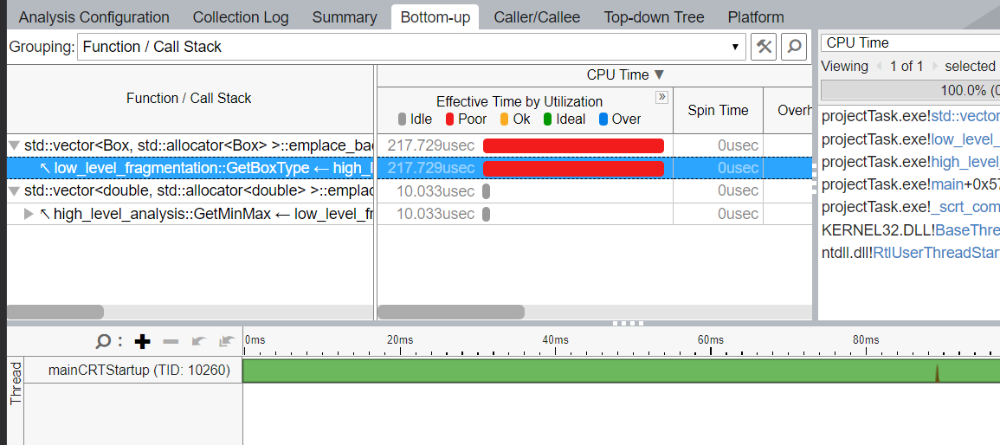 Analysis Configuration Collection Log Summary Bottom-up Caller/Callee Top-down Tree Platform
Grouping: Function / Call Stack
CPU Time
Viewing 1 of 1 selected
100.0% (0
Function / Call Stack
CPU Time
Effective Time by Utilization
Idle Poor Ok Ideal Over
Spin Time
Overh
std::vector<Box, std::allocator<Box> >::emplace_bac 217.729usec 0usec
low_level_fragmentation::GetBoxType ← high_l 217.729usec 0usec
std::vector<double, std::allocator<double> >::emplac 10.033usec 0usec
high_level_analysis::GetMinMax ← low_level_fr 10.033usec 0usec
projectTask.exe!std::vector
projectTask.exe!low_level_
projectTask.exe!high_level_
projectTask.exe!main+0x57
projectTask.exe!_scrt_com
KERNEL32.DLL!BaseThre
ntdll.dll!RtlUserThreadStar
0ms 20ms 40ms 60ms 80ms
Thread
mainCRTStartup (TID: 10260)